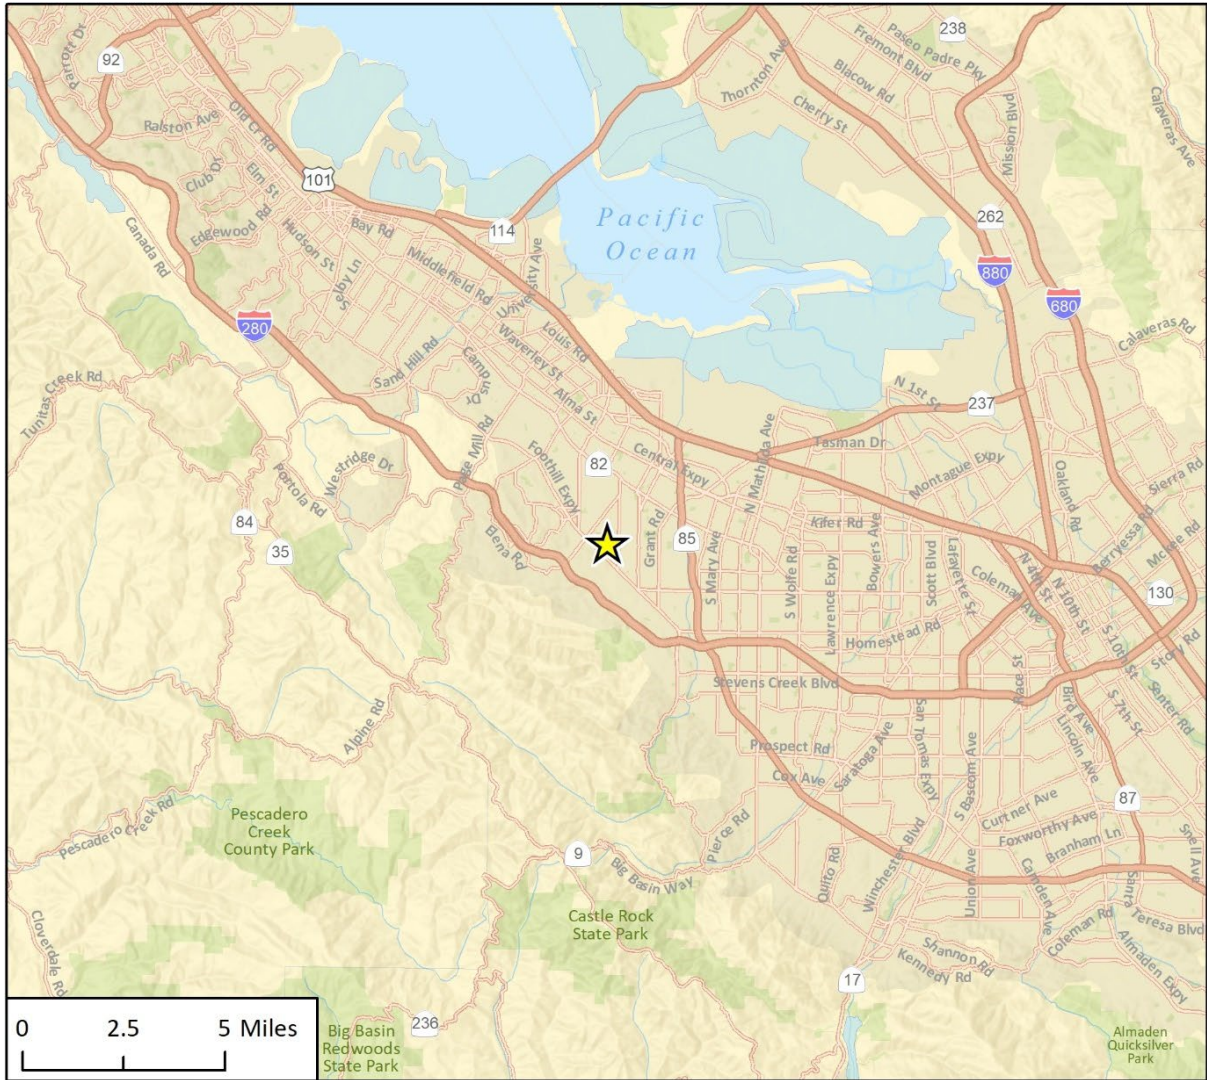 238
Paseo Padre Pky
Fremont Blvd
Thornton Ave
Blacow Rd
Cherry St
Parrott Dr
92
Calaveras Ave
Mission Blvd
Ralston Ave
Old Cr Rd
Club Dr
Elm St
101
Edgewood Rd
Hudson St
Bay Rd
114
Pacific
Ocean
262
Canada Rd
Selby Ln
Middlefield Rd
University Ave
880
680
280
Louis Rd
Waverley St
Calaveras Rd
Sand Hill Rd
Campus Dr
Tunitas Creek Rd
Alma St
N 1st St
237
Page Mill Rd
N Mathilda Ave
Tasman Dr
Foothill Expy
82
Central Expy
Westridge Dr
Portola Rd
Montague Expy
Oakland Rd
Sierra Rd
84
35
Bena Rd
Grant Rd
85
S Mary Ave
Kifer Rd
S Wolfe Rd
Lawrence Expy
Bowers Ave
Scott Blvd
Lafayette St
Coleman Ave
N 4th St
N 10th St
Berryessa Rd
McKee Rd
130
Homestead Rd
S 10th St
Story Rd
Stevens Creek Blvd
Race St
Bird Ave
S 7th St
Senter Rd
Alpine Rd
Prospect Rd
Saratoga Ave
San Tomas Expy
S Bascom Ave
Lincoln Ave
Cox Ave
87
Curtner Ave
Foxworthy Ave
Branham Ln
Snell Ave
Pescadero Creek Rd
Pescadero
Creek
County Park
9
Big Basin Way
Pierce Rd
Quito Rd
Winchester Blvd
Union Ave
Camden Ave
Santa Teresa Blvd
Coleman Rd
Almaden Expy
Castle Rock
State Park
Cloverdale Rd
Shannon Rd
Kennedy Rd
17
0 2.5 5 Miles
236
Big Basin
Redwoods
State Park
Almaden
Quicksilver
Park